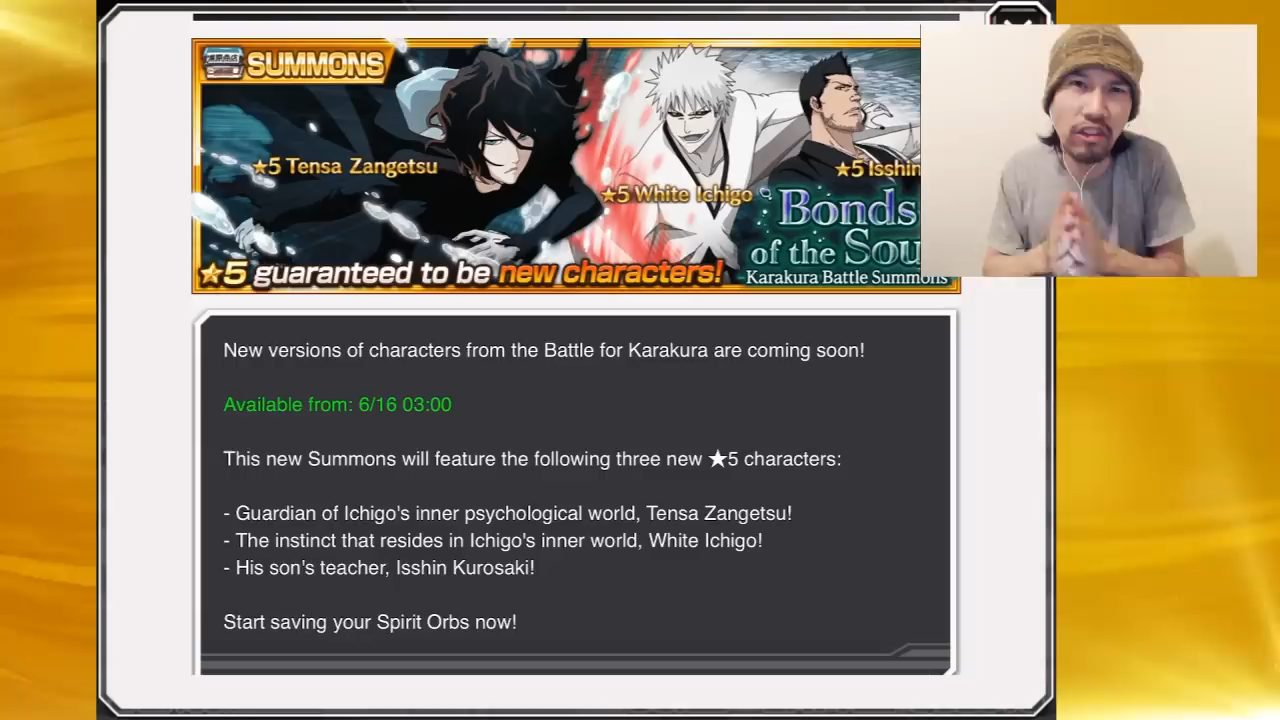 SUMMONS
★5 Tensa Zangetsu
★5 White Ichigo
★5 Isshin
Bonds
of the Sou
Karakura Battle Summons
★5 guaranteed to be new characters!
New versions of characters from the Battle for Karakura are coming soon!
Available from: 6/16 03:00
This new Summons will feature the following three new ★5 characters:
- Guardian of Ichigo's inner psychological world, Tensa Zangetsu!
- The instinct that resides in Ichigo's inner world, White Ichigo!
- His son's teacher, Isshin Kurosaki!
Start saving your Spirit Orbs now!